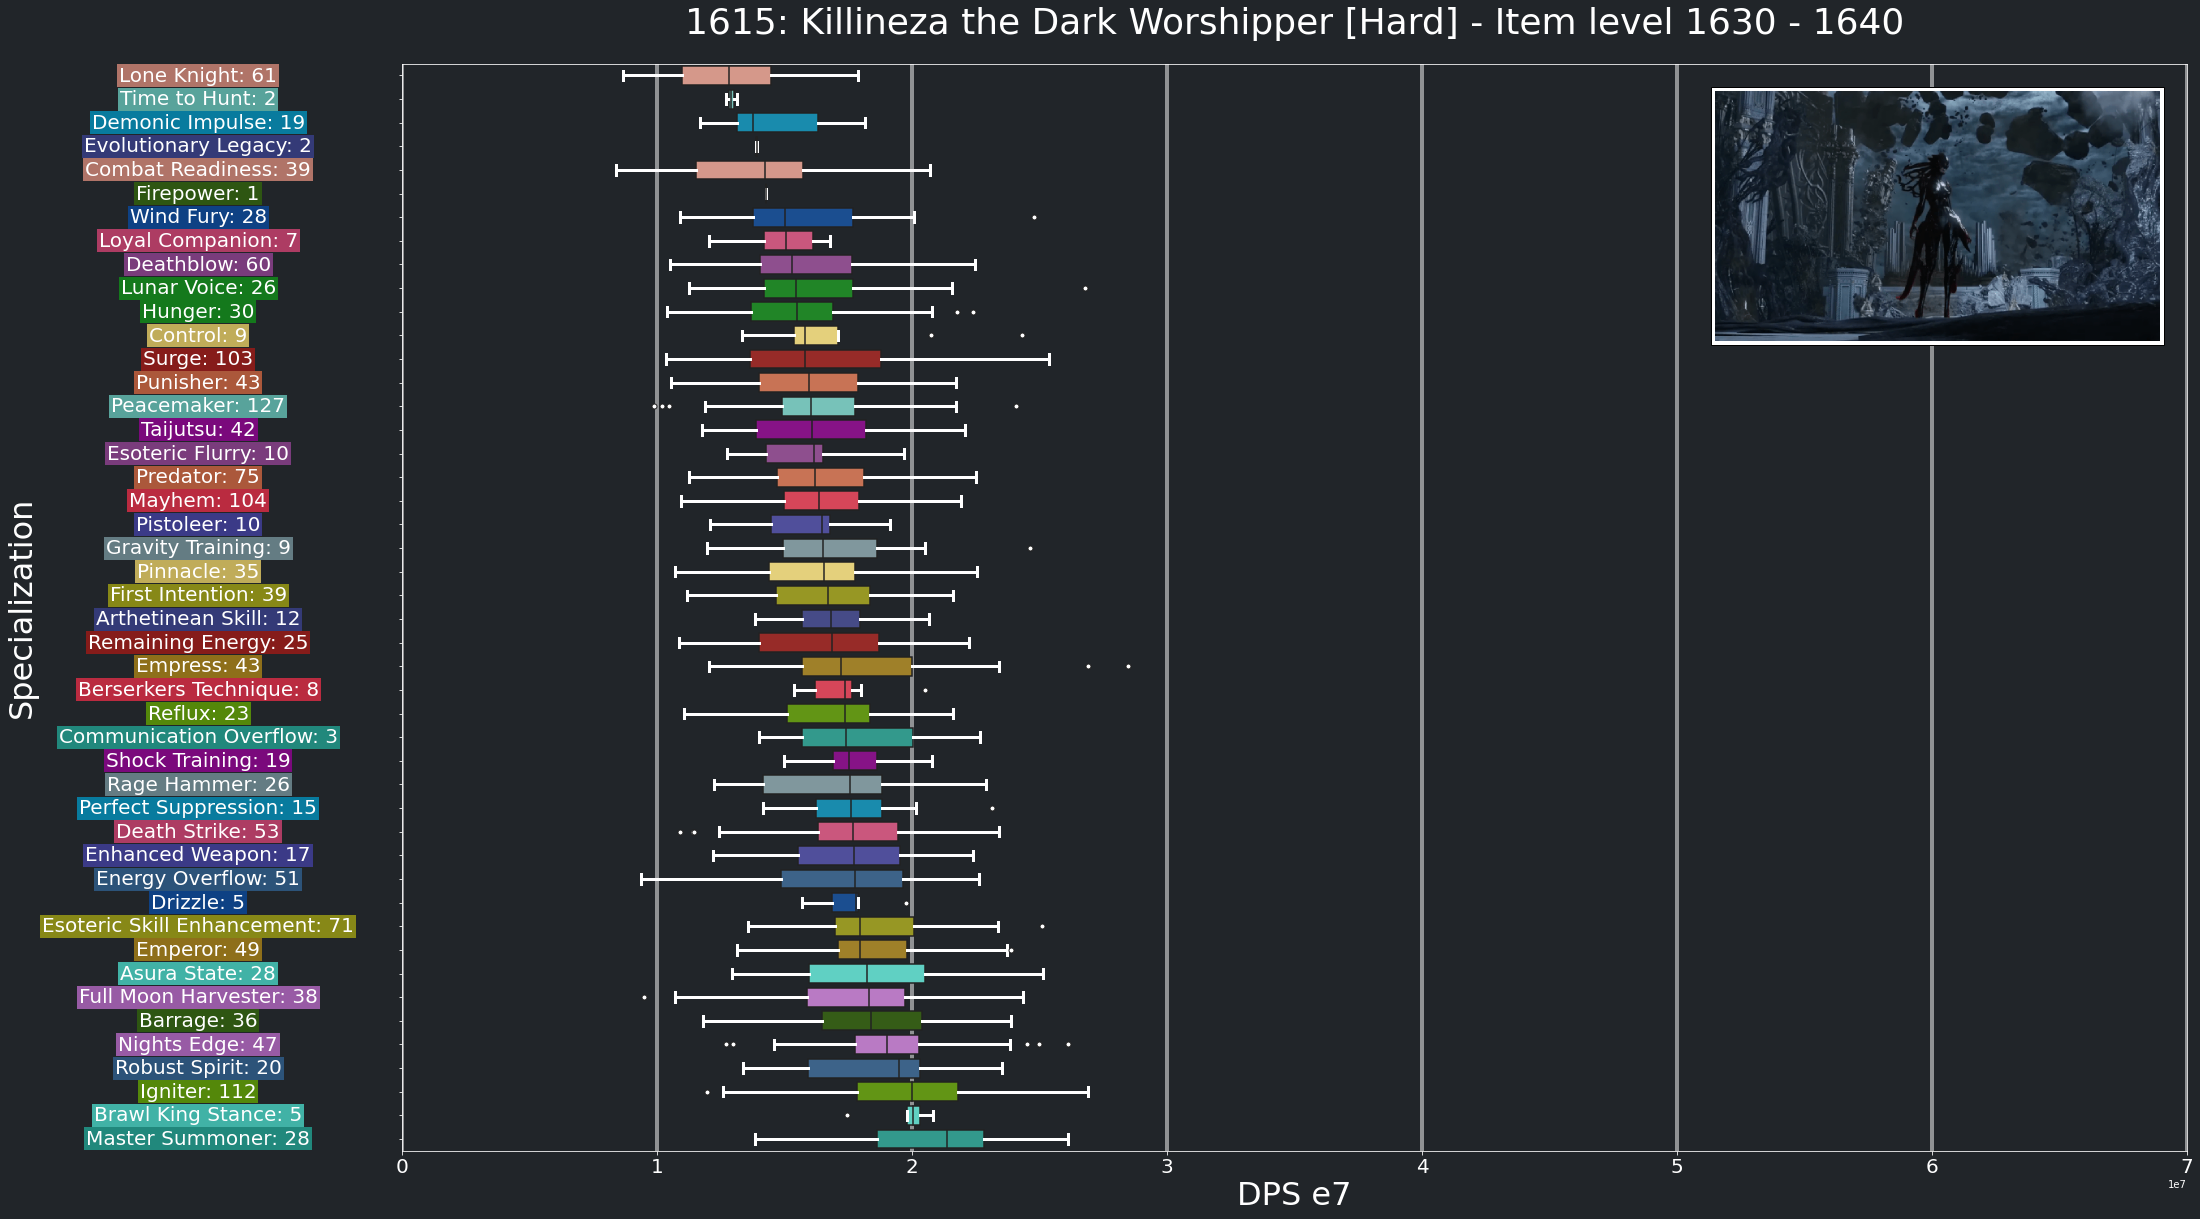 1615: Killineza the Dark Worshipper [Hard] - Item level 1630 - 1640
Specialization
Lone Knight: 61
Time to Hunt: 2
Demonic Impulse: 19
Evolutionary Legacy: 2
Combat Readiness: 39
Firepower: 1
Wind Fury: 28
Loyal Companion: 7
Deathblow: 60
Lunar Voice: 26
Hunger: 30
Control: 9
Surge: 103
Punisher: 43
Peacemaker: 127
Taijutsu: 42
Esoteric Flurry: 10
Predator: 75
Mayhem: 104
Pistoleer: 10
Gravity Training: 9
Pinnacle: 35
First Intention: 39
Arthetinean Skill: 12
Remaining Energy: 25
Empress: 43
Berserkers Technique: 8
Reflux: 23
Communication Overflow: 3
Shock Training: 19
Rage Hammer: 26
Perfect Suppression: 15
Death Strike: 53
Enhanced Weapon: 17
Energy Overflow: 51
Drizzle: 5
Esoteric Skill Enhancement: 71
Emperor: 49
Asura State: 28
Full Moon Harvester: 38
Barrage: 36
Nights Edge: 47
Robust Spirit: 20
Igniter: 112
Brawl King Stance: 5
Master Summoner: 28
0 1 2 3 4 5 6 7
1e7
DPS e7